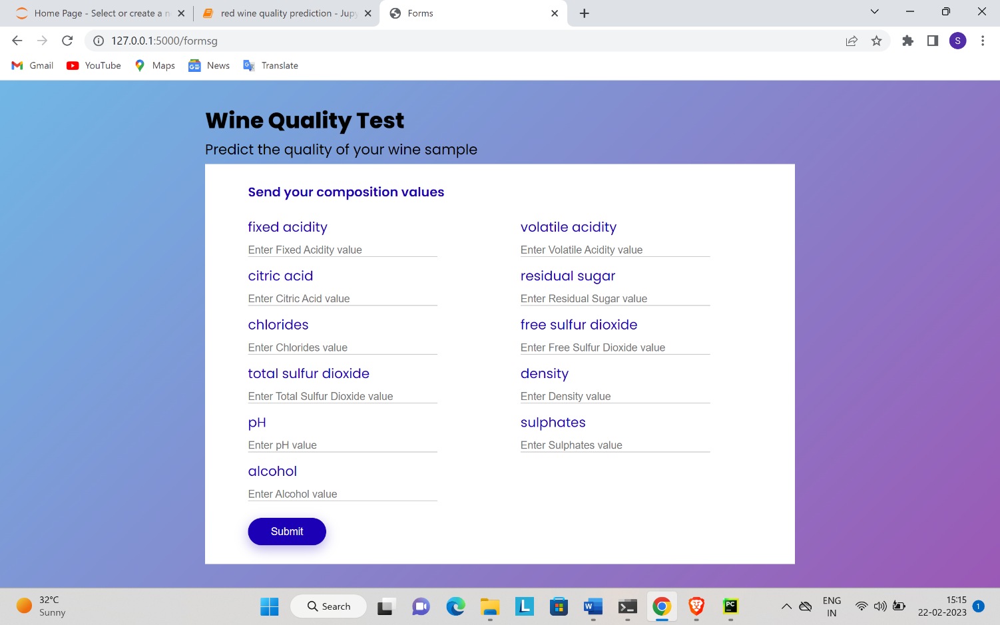 Home Page - Select or create a n
red wine quality prediction - Jup
Forms
127.0.0.1:5000/formsg
S
Gmail
YouTube
Maps
News
Translate
Wine Quality Test
Predict the quality of your wine sample
Send your composition values
fixed acidity
volatile acidity
Enter Fixed Acidity value
Enter Volatile Acidity value
citric acid
residual sugar
Enter Citric Acid value
Enter Residual Sugar value
chlorides
free sulfur dioxide
Enter Chlorides value
Enter Free Sulfur Dioxide value
total sulfur dioxide
density
Enter Total Sulfur Dioxide value
Enter Density value
pH
sulphates
Enter pH value
Enter Sulphates value
alcohol
Enter Alcohol value
Submit
32°C
Sunny
Search
ENG
IN
15:15
22-02-2023
1